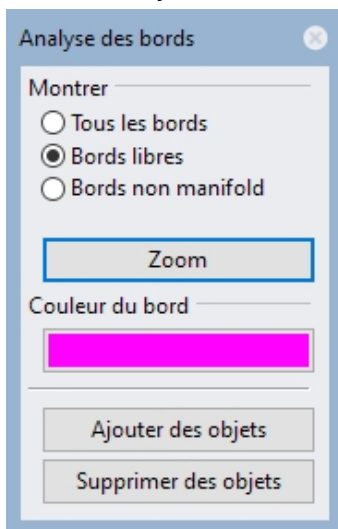 Analyse des bords
Montrer
Tous les bords
Bords libres
Bords non manifold
Zoom
Couleur du bord
Ajouter des objets
Supprimer des objets